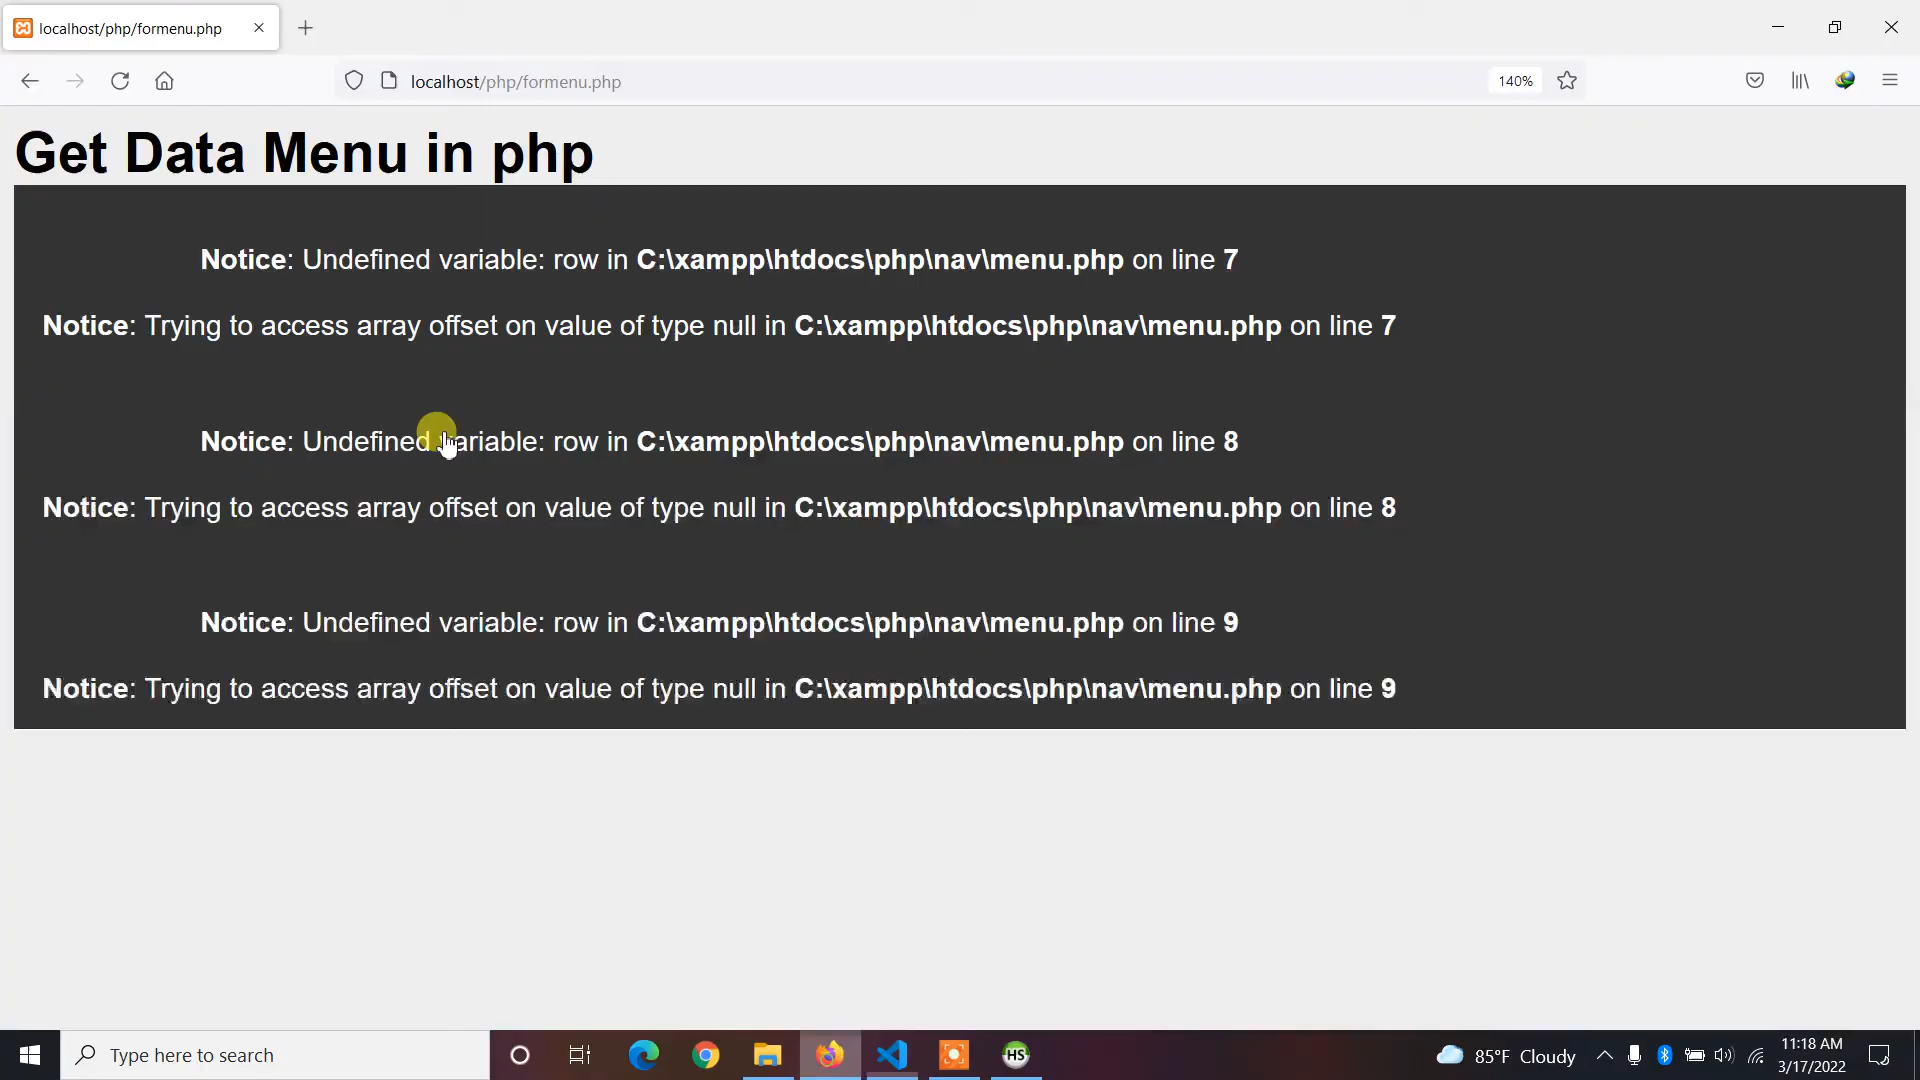 localhost/php/formenu.php
localhost/php/formenu.php
140%
Get Data Menu in php
Notice: Undefined variable: row in C:\xampp\htdocs\php\nav\menu.php on line 7
Notice: Trying to access array offset on value of type null in C:\xampp\htdocs\php\nav\menu.php on line 7
Notice: Undefined variable: row in C:\xampp\htdocs\php\nav\menu.php on line 8
Notice: Trying to access array offset on value of type null in C:\xampp\htdocs\php\nav\menu.php on line 8
Notice: Undefined variable: row in C:\xampp\htdocs\php\nav\menu.php on line 9
Notice: Trying to access array offset on value of type null in C:\xampp\htdocs\php\nav\menu.php on line 9
Type here to search
HS
85°F Cloudy
11:18 AM
3/17/2022